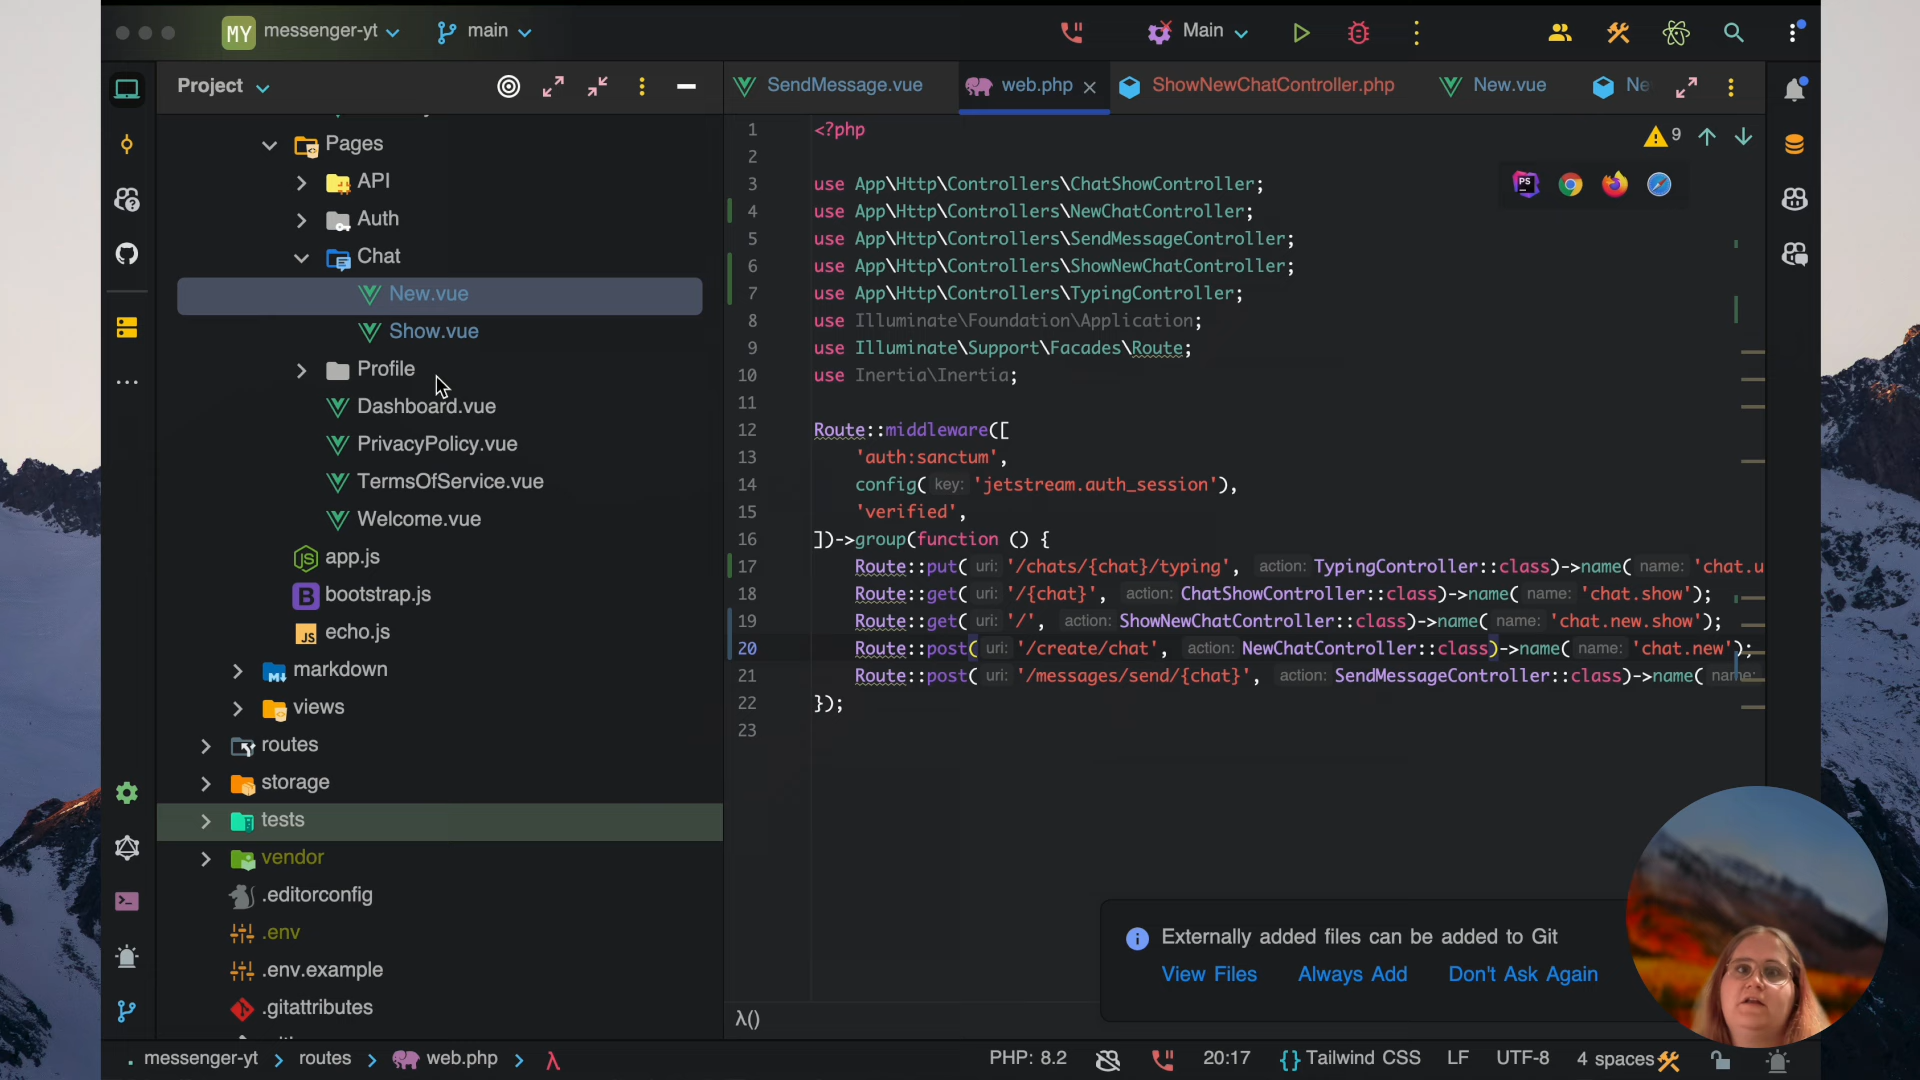 MY messenger-yt main Main
Project
SendMessage.vue web.php ShowNewChatController.php New.vue Ne
Pages
API
Auth
Chat
New.vue
Show.vue
Profile
Dashboard.vue
PrivacyPolicy.vue
TermsOfService.vue
Welcome.vue
app.js
B bootstrap.js
JS echo.js
markdown
views
routes
storage
tests
vendor
.editorconfig
.env
.env.example
.gitattributes
9
PS
1 <?php
2
3 use App\Http\Controllers\ChatShowController;
4 use App\Http\Controllers\NewChatController;
5 use App\Http\Controllers\SendMessageController;
6 use App\Http\Controllers\ShowNewChatController;
7 use App\Http\Controllers\TypingController;
8 use Illuminate\Foundation\Application;
9 use Illuminate\Support\Facades\Route;
10 use Inertia\Inertia;
11
12 Route::middleware([
13 'auth:sanctum',
14 config( key: 'jetstream.auth_session'),
15 'verified',
16 ])->group(function () {
17 Route::put( uri: '/chats/{chat}/typing', action: TypingController::class)->name( name: 'chat.u
18 Route::get( uri: '/{chat}', action: ChatShowController::class)->name( name: 'chat.show');
19 Route::get( uri: '/', action: ShowNewChatController::class)->name( name: 'chat.new.show');
20 Route::post( uri: '/create/chat', action: NewChatController::class)->name( name: 'chat.new');
21 Route::post( uri: '/messages/send/{chat}', action: SendMessageController::class)->name( name:
22 });
23
Externally added files can be added to Git
View Files Always Add Don't Ask Again
λ()
messenger-yt > routes > web.php > λ
PHP: 8.2 20:17 {} Tailwind CSS LF UTF-8 4 spaces